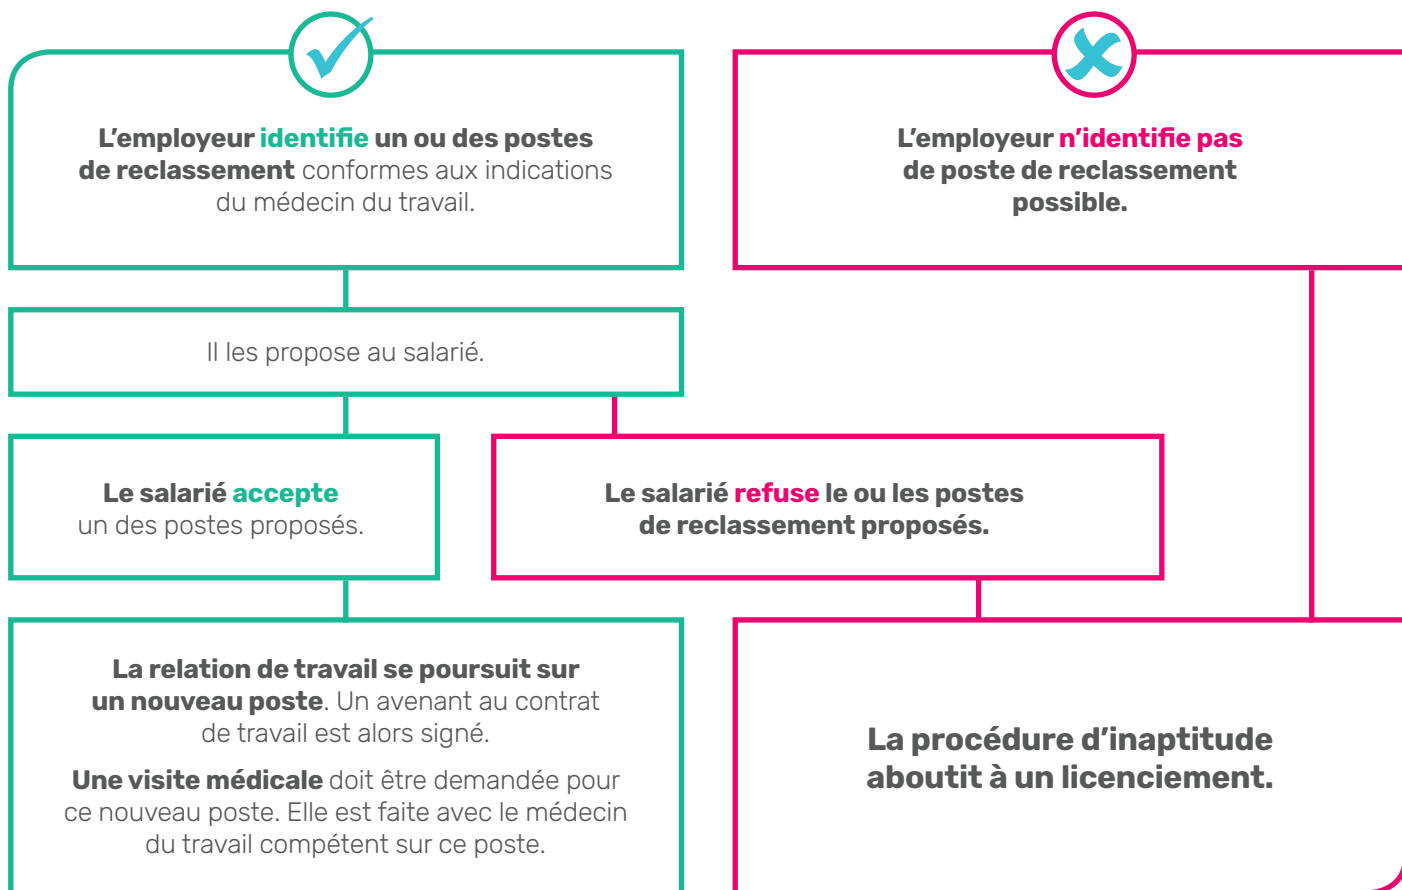 L’employeur identifie un ou des postes
de reclassement conformes aux indications
du médecin du travail.
L’employeur n’identifie pas
de poste de reclassement
possible.
Il les propose au salarié.
Le salarié accepte
un des postes proposés.
Le salarié refuse le ou les postes
de reclassement proposés.
La relation de travail se poursuit sur
un nouveau poste. Un avenant au contrat
de travail est alors signé.
Une visite médicale doit être demandée pour
ce nouveau poste. Elle est faite avec le médecin
du travail compétent sur ce poste.
La procédure d’inaptitude
aboutit à un licenciement.